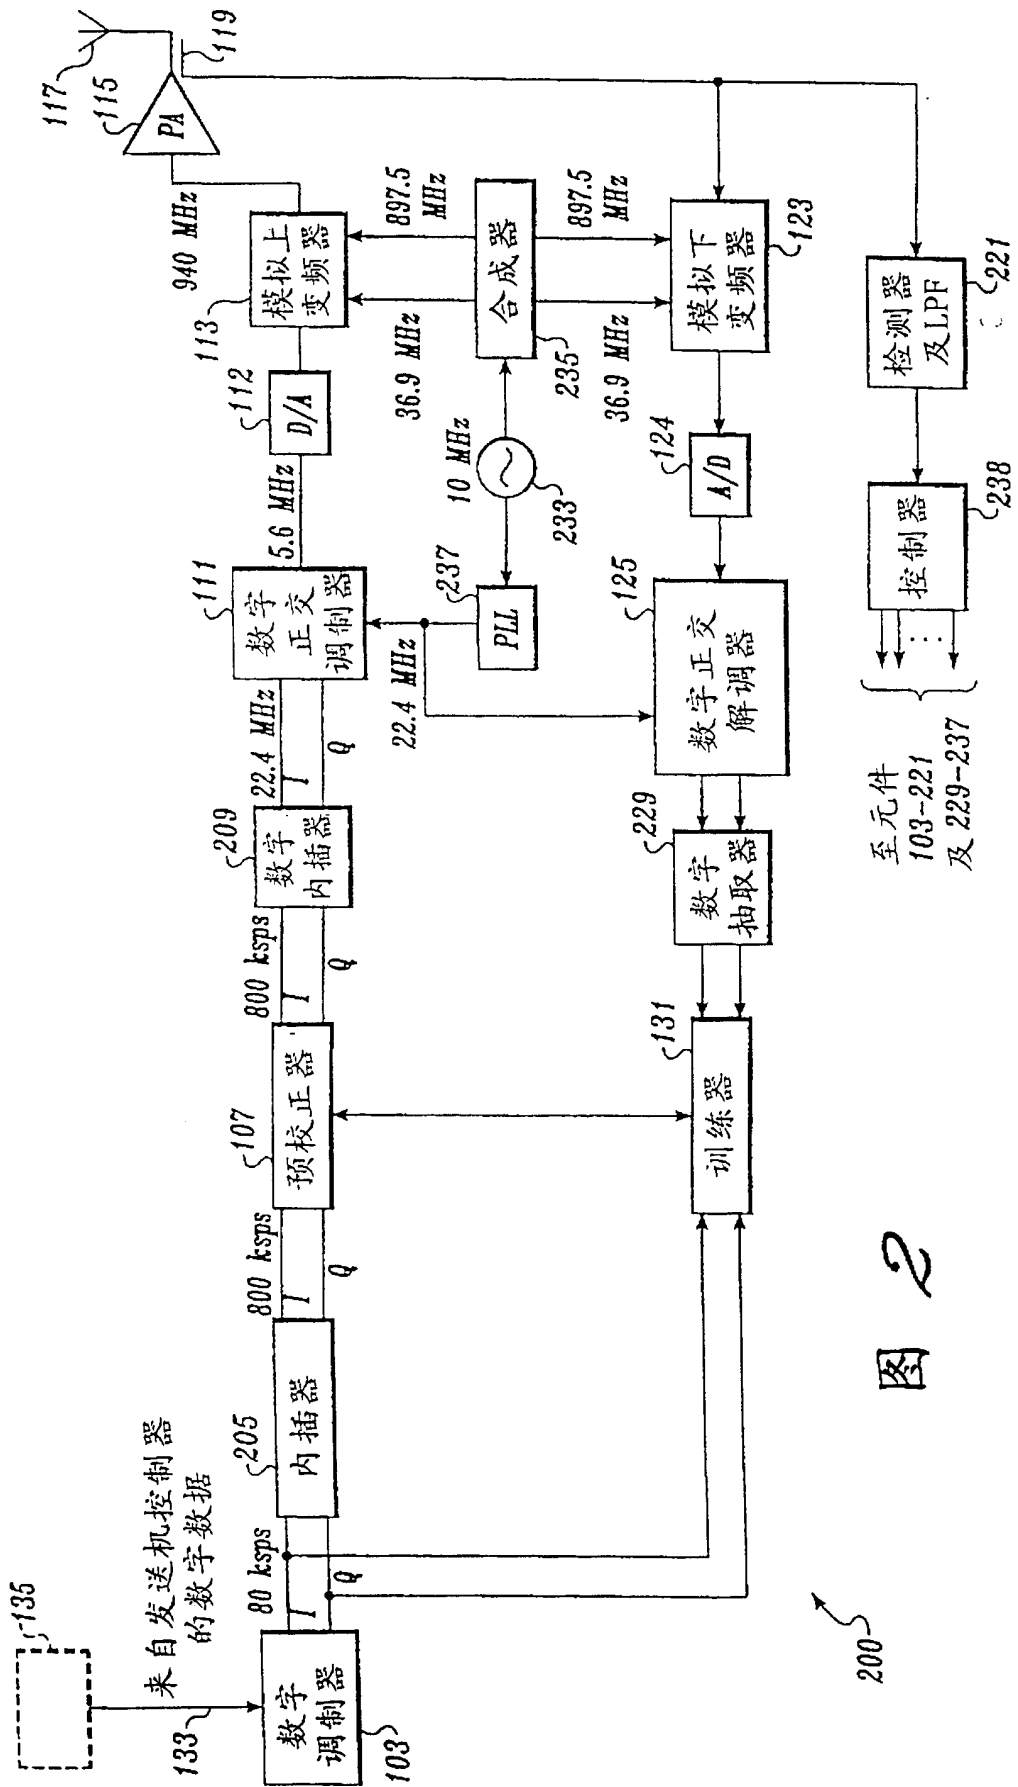 135
133
来自发送机控制器
的数字数据
数字
调制器
103
80 ksps
I
Q
205
内插器
800 ksps
I
Q
107
预校正器
800 ksps
I
Q
209
数字
内插器
22.4 MHz
I
Q
111
数字
正交
调制器
5.6 MHz
112
D/A
113
模拟上
变频器
940 MHz
115
PA
117
119
22.4 MHz
237
PLL
10 MHz
233
36.9 MHz
897.5
MHz
合成器
235
36.9 MHz
897.5
MHz
131
训练器
229
数字
抽取器
125
数字正交
解调器
124
A/D
模拟下
变频器
123
至元件
103-221
及229-237
控制器
238
检测器
及LPF
221
200
图 2